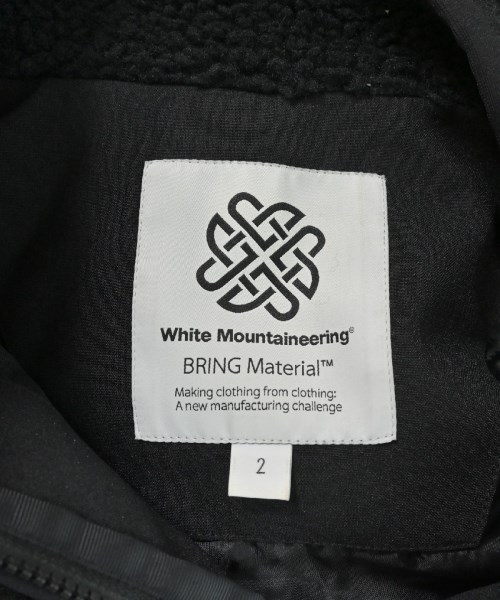 White Mountaineering®
BRING Material™
Making clothing from clothing:
A new manufacturing challenge
2